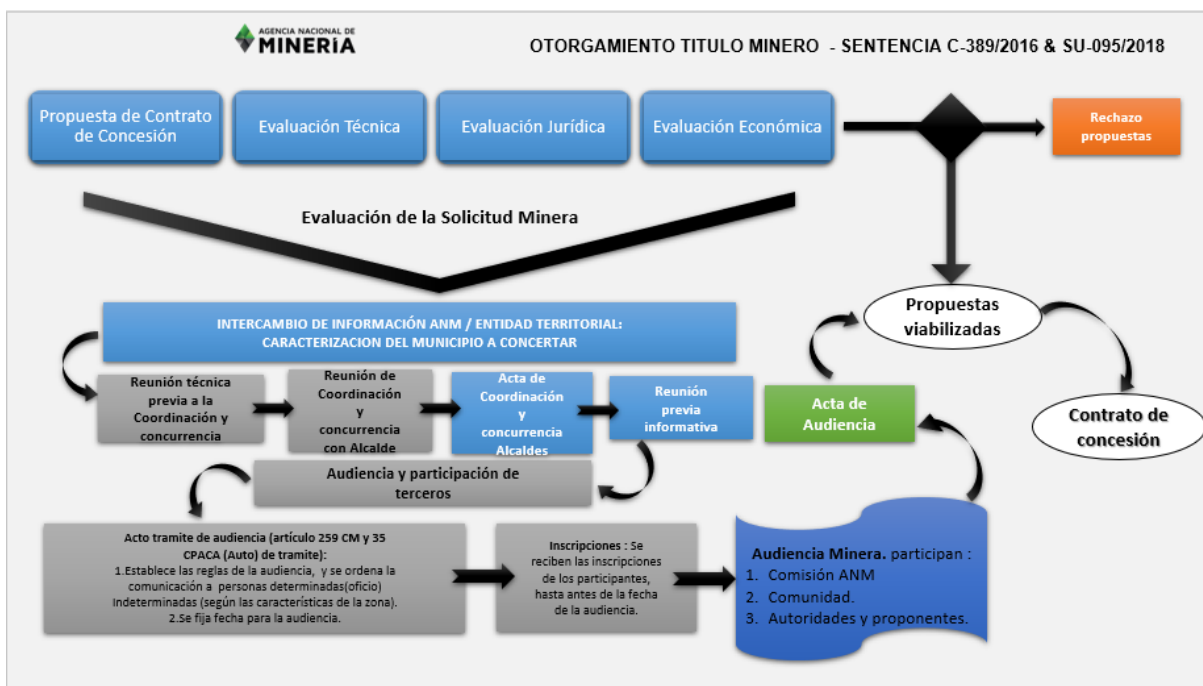 AGENCIA NACIONAL DE
MINERÍA
OTORGAMIENTO TITULO MINERO - SENTENCIA C-389/2016 & SU-095/2018
Propuesta de Contrato
de Concesión
Evaluación Técnica
Evaluación Jurídica
Evaluación Económica
Rechazo
propuestas
Evaluación de la Solicitud Minera
Propuestas
viabilizadas
INTERCAMBIO DE INFORMACIÓN ANM / ENTIDAD TERRITORIAL:
CARACTERIZACION DEL MUNICIPIO A CONCERTAR
Reunión técnica
previa a la
Coordinación y
concurrencia
Reunión de
Coordinación
y
concurrencia
con Alcalde
Acta de
Coordinación
y
concurrencia
Alcaldes
Reunión
previa
informativa
Acta de
Audiencia
Contrato de
concesión
Audiencia y participación de
terceros
Acto tramite de audiencia (artículo 259 CM y 35
CPACA (Auto) de tramite):
1.Establece las reglas de la audiencia, y se ordena la
comunicación a personas determinadas(oficio)
Indeterminadas (según las características de la zona).
2.Se fija fecha para la audiencia.
Inscripciones : Se
reciben las inscripciones
de los participantes,
hasta antes de la fecha
de la audiencia.
Audiencia Minera. participan :
1. Comisión ANM
2. Comunidad.
3. Autoridades y proponentes.